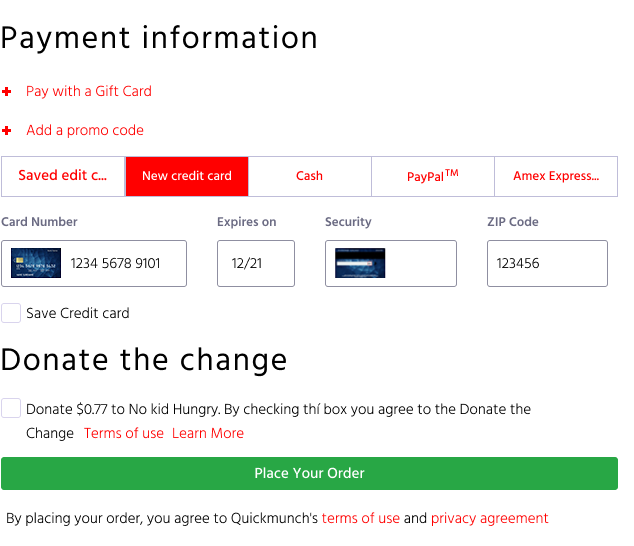 Payment information
+ Pay with a Gift Card
+ Add a promo code
Saved edit c... New credit card Cash PayPal™ Amex Express...
Card Number Expires on Security ZIP Code
1234 5678 9101 12/21 123456
Save Credit card
Donate the change
Donate $0.77 to No kid Hungry. By checking thí box you agree to the Donate the
Change Terms of use Learn More
Place Your Order
By placing your order, you agree to Quickmunch's terms of use and privacy agreement